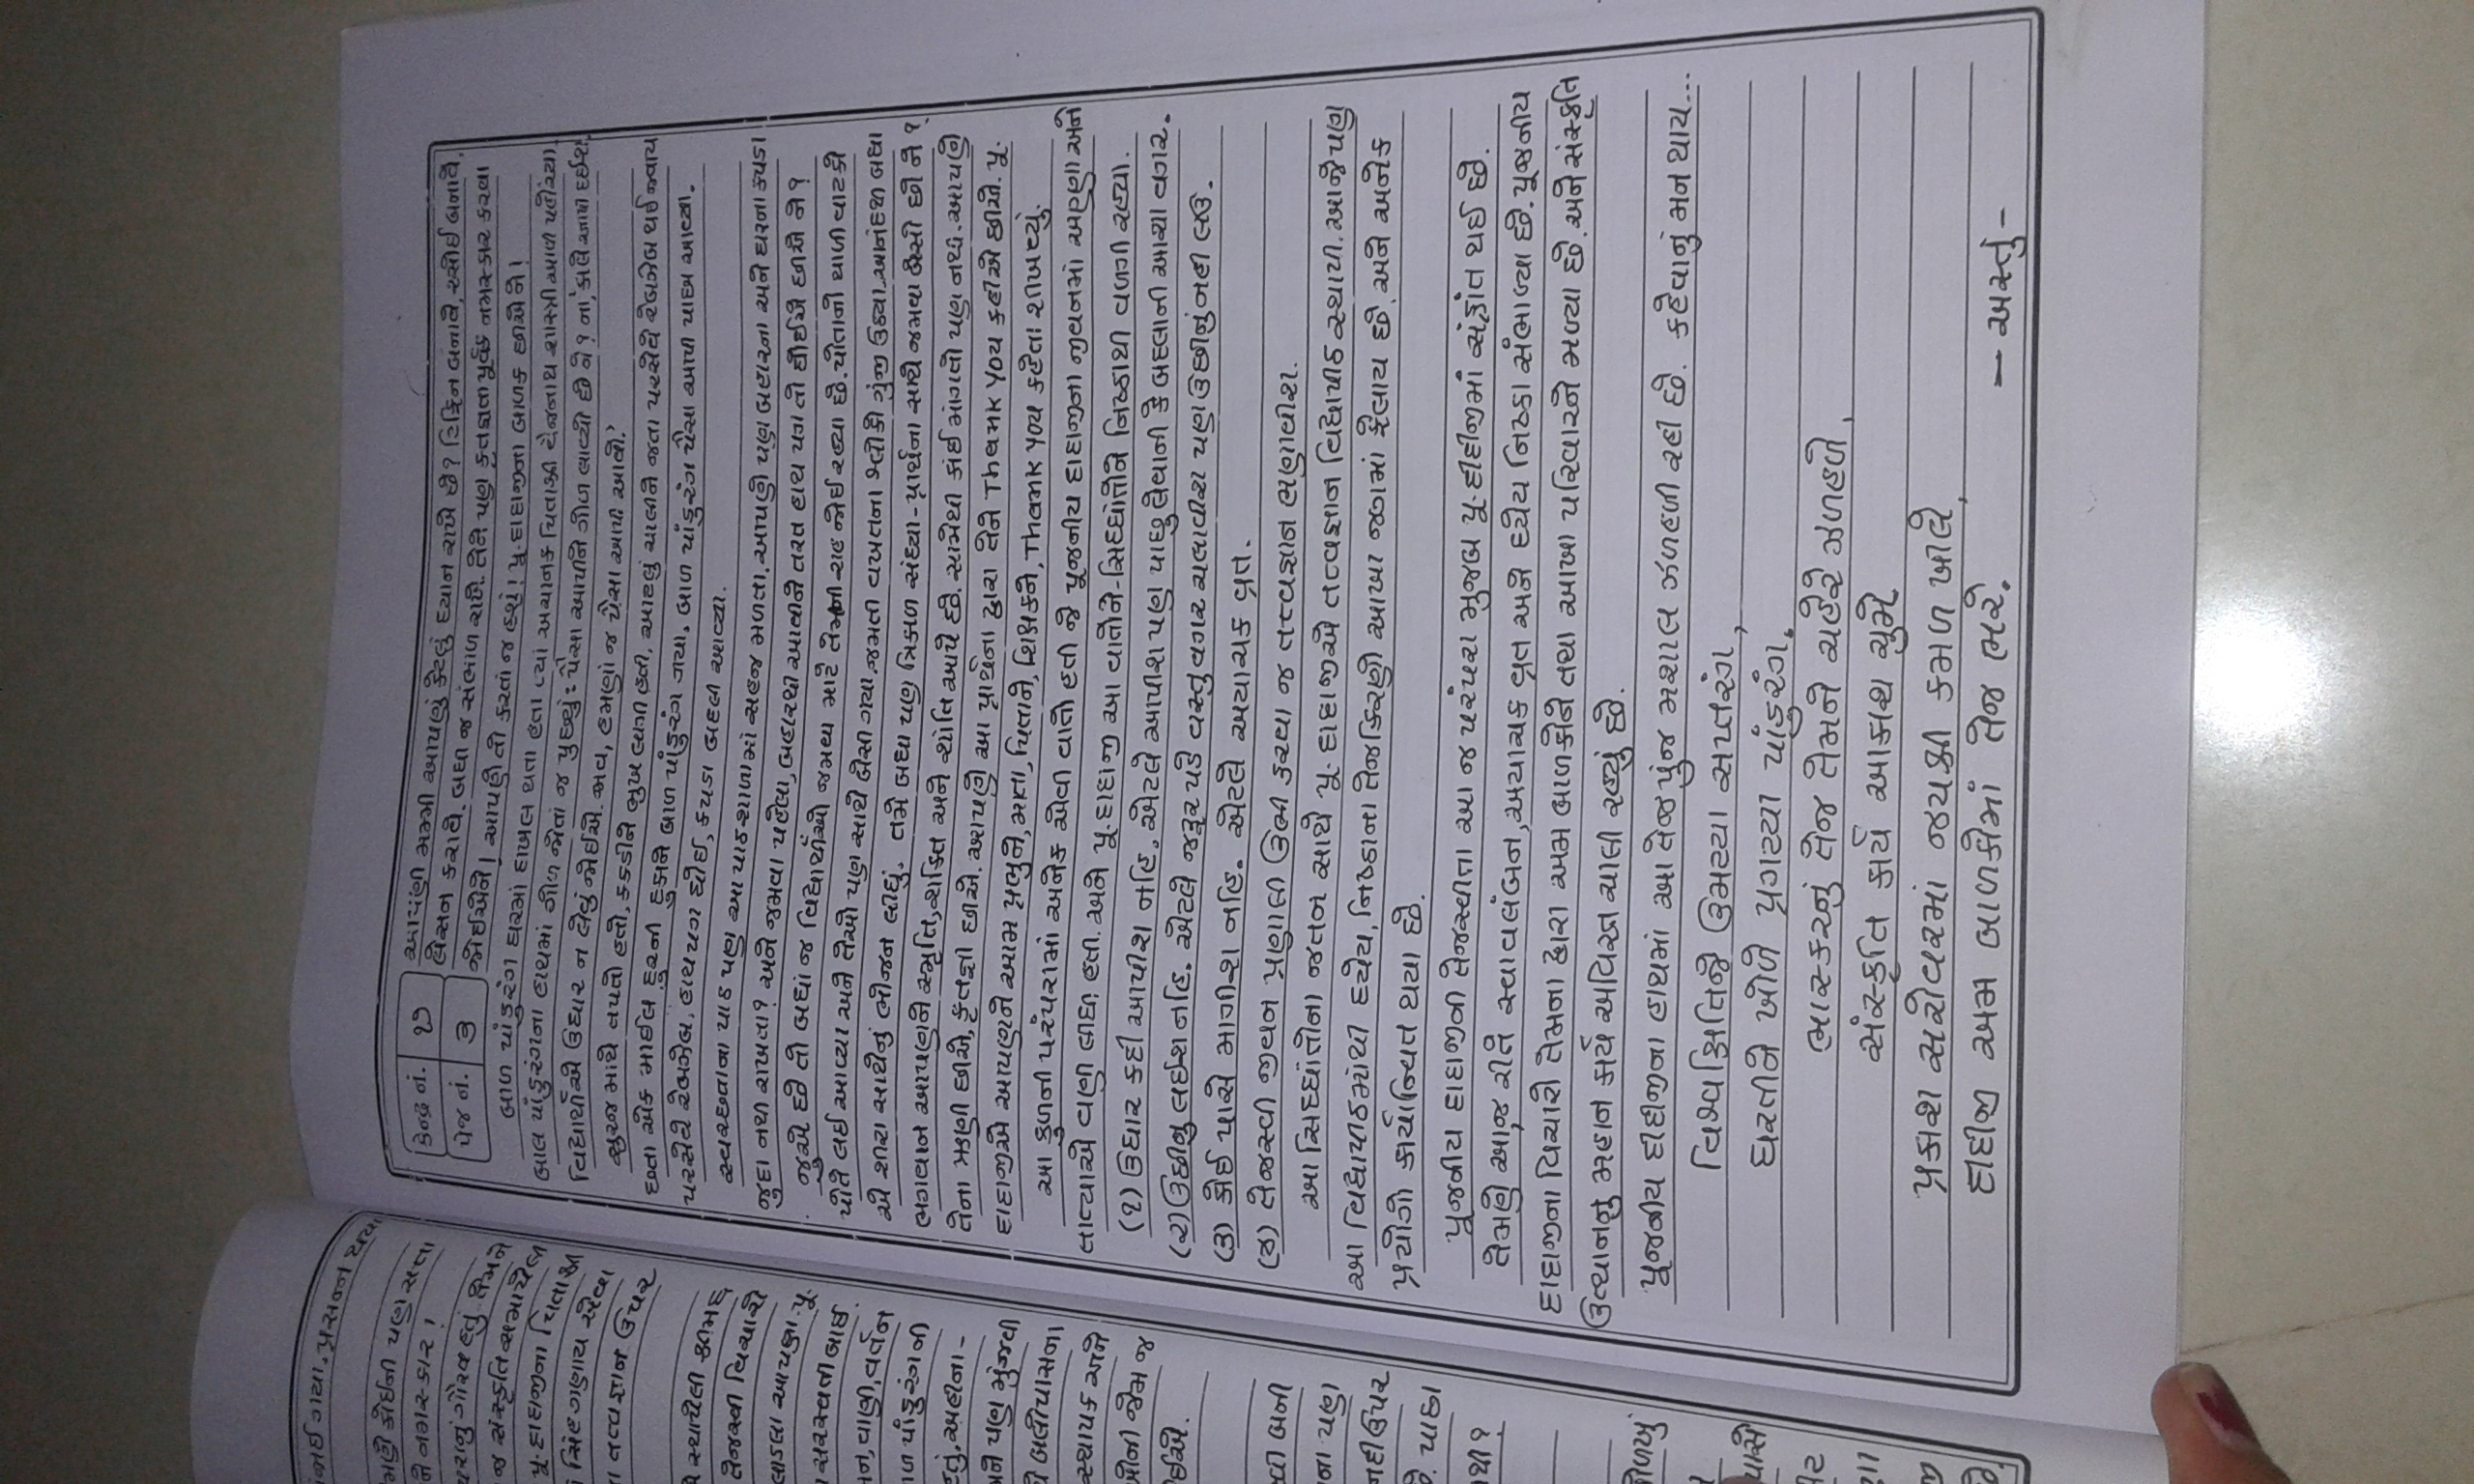 જાઈ ગયા. પ્રસન્ન થયા
મણે કોઈની પણ સત્તા
ને નમસ્કાર !
પરાનું ગૌરવ હતું તેમને
જ સંસ્કૃતિ સમાયેલી
પૂ. દાદાજીના પિતાશ્રી
સિંહ ગણાય એવા
તત્વજ્ઞાન ઉપર
સ્થાપેલી શ્રીમદ્
તેજસ્વી વિચારો
લાડલા આપણા પૂ.
સરસ્વતી બાઈ.
મન, વાણી, વર્તન
ળ પાંડુરંગ ની
હતું. અહીના -
મને પણ મુંજવી
બલીપાસના
સ્થાપક અને
ખોની જેમ જ
ઈએ.
વી બની
ના પણ
નદી ઉપર
છે. પાછા
થી ?
ઓળખું
પાસે
કેન્દ્ર નં. ૧૭
પેજ નં. ૩
આપણી મમ્મી આપણું કેટલું ધ્યાન રાખે છે ? ટિફિન બનાવે, રસોઈ બનાવે,
લેસન કરાવે. બધા જ સંભાળ રાખે. તેને પણ કૃતજ્ઞતા પૂર્વક નમસ્કાર કરવા
જોઈએને ! આપણે તો કરતાં જ હશું ! પૂ. દાદાજીના બાળક છીએ ને !
બાળ પાંડુરંગ ઘરમાં દાખલ થતા હતા ત્યાં અચાનક પિતાશ્રી વૈજનાથ શાસ્ત્રી આવી પહોંચ્યા
બાલ પાંડુરંગના હાથમાં ગોળ જોતાં જ પુછ્યું : પૈસા આપીને ગોળ લાવ્યો છે ને ? ના, 'કાલે આપી દઈશ.
વિદ્યાર્થીએ ઉધાર ન લેવું જોઈએ. જાવ, હમણાં જ પૈસા આપી આવો.'
સુરજ માથે તપતો હતો, કકડીને ભુખ લાગી હતી, આટલું ચાલીને જતા પરસેવે રેબઝેબ થઈ જવાય
છતા એક માઈલ દુરની દુકાને બાળ પાંડુરંગ ગયા. બાળ પાંડુરંગ પૈસા આપી પાછા આવ્યા.
પરસેવે રેબઝેબ, હાથપગ ધોઈ, કપડા બદલી આવ્યા.
સ્વચ્છતાના પાઠ પણ આ પાઠશાળામાં સહજ મળતા. આપણે પણ બહારના અને ઘરના કપડા
જુદા નથી રાખતા ? અને જમવા પહેલા, બહારથી આવીને તરત હાથ પગ તો ધોઈએ છીએ ને ?
જુએ છે તો બધાં જ વિદ્યાર્થીઓ જમવા માટે તેમની રાહ જોઈ રહ્યા છે. પોતાનો થાળી વાટકો
પોતે લઈ આવ્યા અને તેઓ પણ સાથે બેસી ગયા. જમતી વખતના શ્લોકો ગુંજી ઉઠ્યા. આનંદથી બધા
એ શીરા સાથેનું ભોજન લીધું. તમે બધા પણ ત્રિકાળ સંધ્યા - પ્રાર્થના સાથે જમવા બેસો છો ને ?
ભગવાન આપણને સ્મૃતિ, શક્તિ અને શાંતિ આપે છે. સામેથી કાંઈ માંગતો પણ નથી. આપણે
તેના ઋણી છીએ, કૃતજ્ઞી છીએ. આપણે આ પ્રાર્થના દ્વારા તેને Thank You કહીએ છીએ. પૂ.
દાદાજીએ આપણને આમ પ્રભુને, માતા, પિતાને, શિક્ષકને, Thank You કહેતા શીખવ્યું.
આ કુળની પરંપરામાં અનેક એવી વાતો હતી જે પૂજનીય દાદાજીના જીવનમાં અણ્ણા અને
તાત્યાએ વણી લીધી હતી. અને પૂ. દાદાજી આ વાતોને - સિધ્ધાંતોને નિષ્ઠાથી વળગી રહ્યા.
(૧) ઉધાર કદી આપીશ નહિ. એટલે આપીશ પણ પાછુ લેવાની કે બદલાની આશા વગર.
(૨) ઉછીનુ લઈશ નહિ. એટલે જરૂર પડે વસ્તુ વગર ચલાવીશ પણ ઉછીનું નહી લઉ.
(૩) કોઈ પાસે માગીશ નહિ. એટલે અયાચક વ્રત.
(૪) તેજસ્વી જીવન પ્રણાલી ઉભી કરવા જ તત્ત્વજ્ઞાન ભણાવીશ.
આ સિધ્ધાંતોના જતન સાથે પૂ. દાદાજીએ તત્વજ્ઞાન વિદ્યાપીઠ સ્થાપી. આજે પણ
આ વિદ્યાપીઠમાંથી ધ્યેય, નિષ્ઠાના તેજકિરણો આખા જગમાં ફેલાય છે. અને અનેક
પ્રયોગો કાર્યાન્વિત થયા છે.
પૂજનીય દાદાજીની તેજસ્વીતા આ જ પરંપરા મુજબ પૂ. દીદીજીમાં સંક્રાંત થઈ છે.
તેમણે આજ રીતે સ્વાવલંબન, અયાચક વ્રત અને ધ્યેય નિષ્ઠા સંભાળ્યા છે. પૂજનીય
દાદાજીના વિચારો તેમના દ્વારા અમ બાળકોને તથા આખા પરિવારને મળ્યા છે. અને સંસ્કૃતિ
ઉત્થાનનુ મહાન કાર્ય અવિરત ચાલી રહ્યું છે.
પૂજનીય દીદીજીના હાથમાં આ તેજપુંજ મશાલ ઝળહળી રહી છે. કહેવાનું મન થાય...
વિશ્વક્ષિતિજે ઉમટ્યા સપ્તરંગ,
ધરતીને ખોળે પ્રગટ્યા પાંડુરંગ.
ભાસ્કરનું તેજ તેમને ચહેરે ઝળહળે,
સંસ્કૃતિ કાર્ય આકાશ ચુમે
પ્રકાશ સરોવરમાં જયશ્રી કમળ ખીલે,
દીદીજી અમ બાળકોમાં તેજ ભરે.
- અસ્તું -